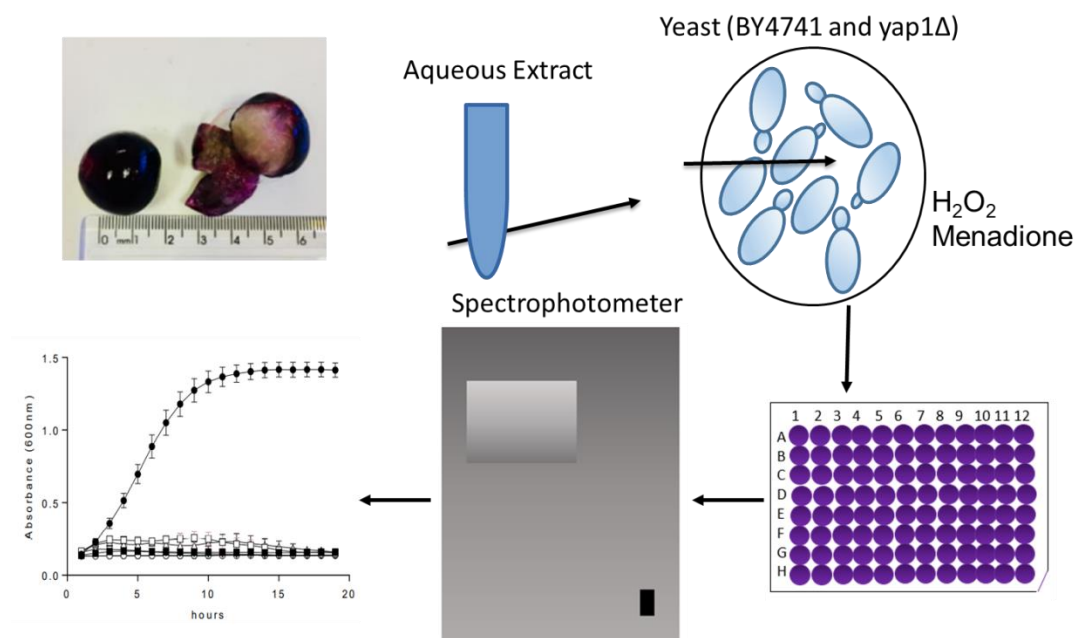 Yeast (BY4741 and yap1Δ)
Aqueous Extract
0 mm 1 2 3 4 5 6
H₂O₂
Menadione
Spectrophotometer
1.5
1.0
0.5
0.0
Absorbance (600nm)
0 5 10 15 20
hours
1 2 3 4 5 6 7 8 9 10 11 12
A
B
C
D
E
F
G
H